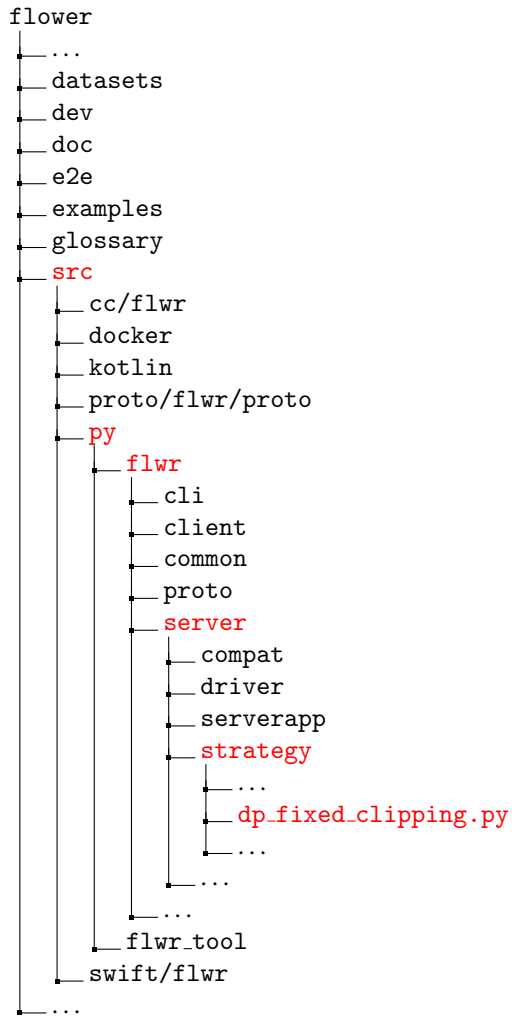 flower
...
datasets
dev
doc
e2e
examples
glossary
src
cc/flwr
docker
kotlin
proto/flwr/proto
py
flwr
cli
client
common
proto
server
compat
driver
serverapp
strategy
...
dp_fixed_clipping.py
...
...
...
flwr_tool
swift/flwr
...